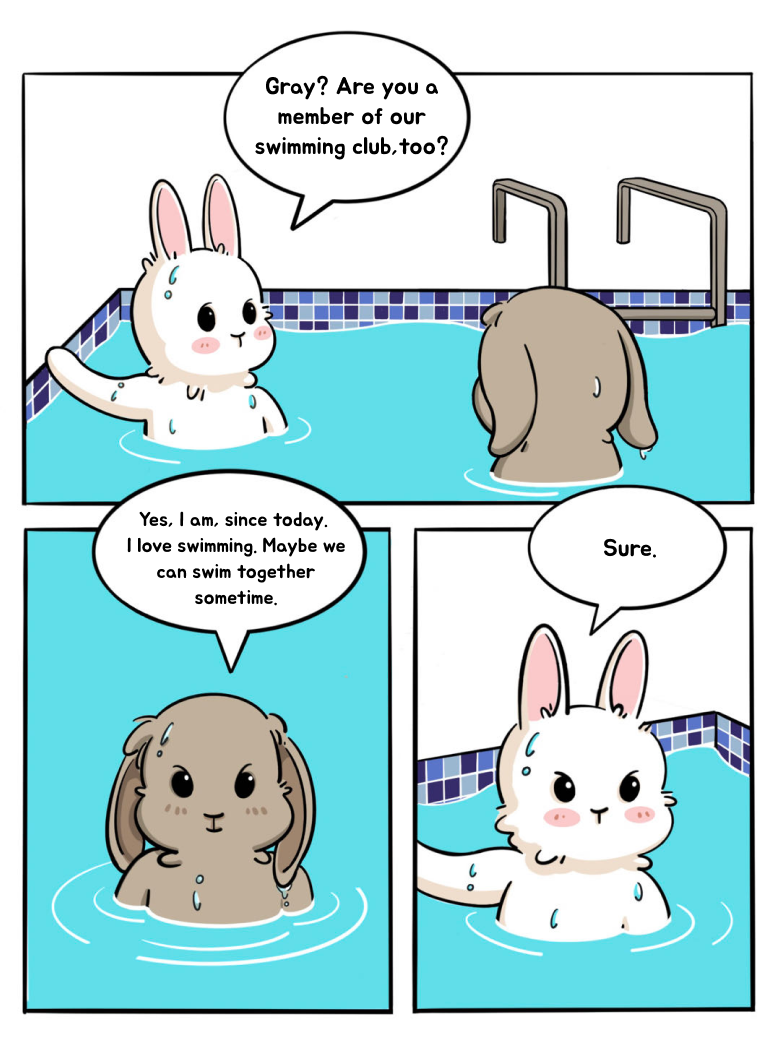 Gray? Are you a
member of our
swimming club,too?
Yes, I am, since today.
I love swimming. Maybe we
can swim together
sometime.
Sure.